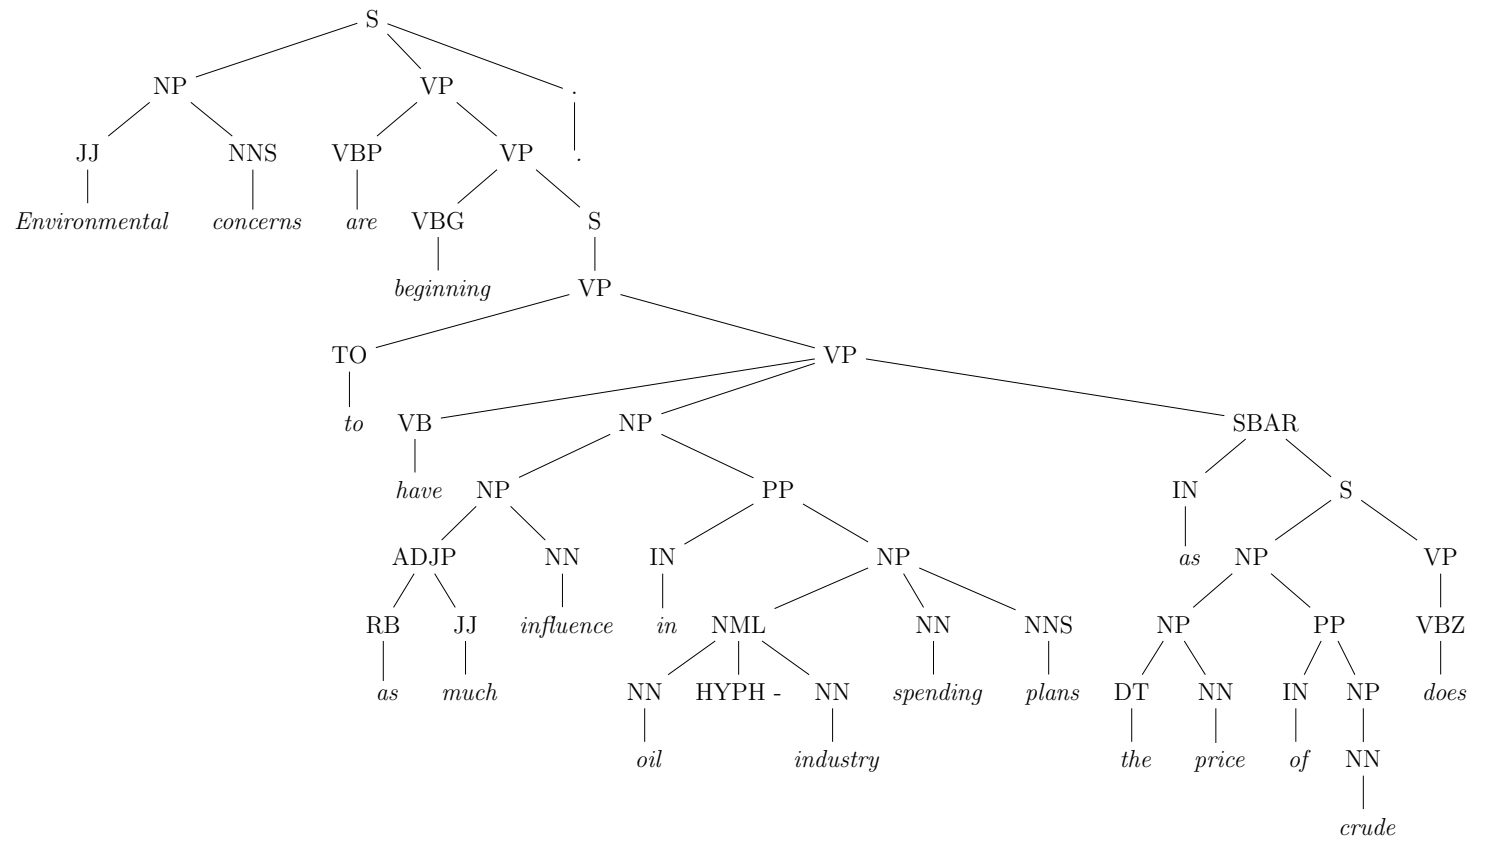 S
NP VP .
JJ NNS VBP VP .
Environmental concerns are VBG S
beginning VP
TO VP
to VB NP SBAR
have NP PP IN S
ADJP NN IN NP as NP VP
RB JJ influence in NML NN NNS NP PP VBZ
as much NN HYPH - NN spending plans DT NN IN NP does
oil industry the price of NN
crude